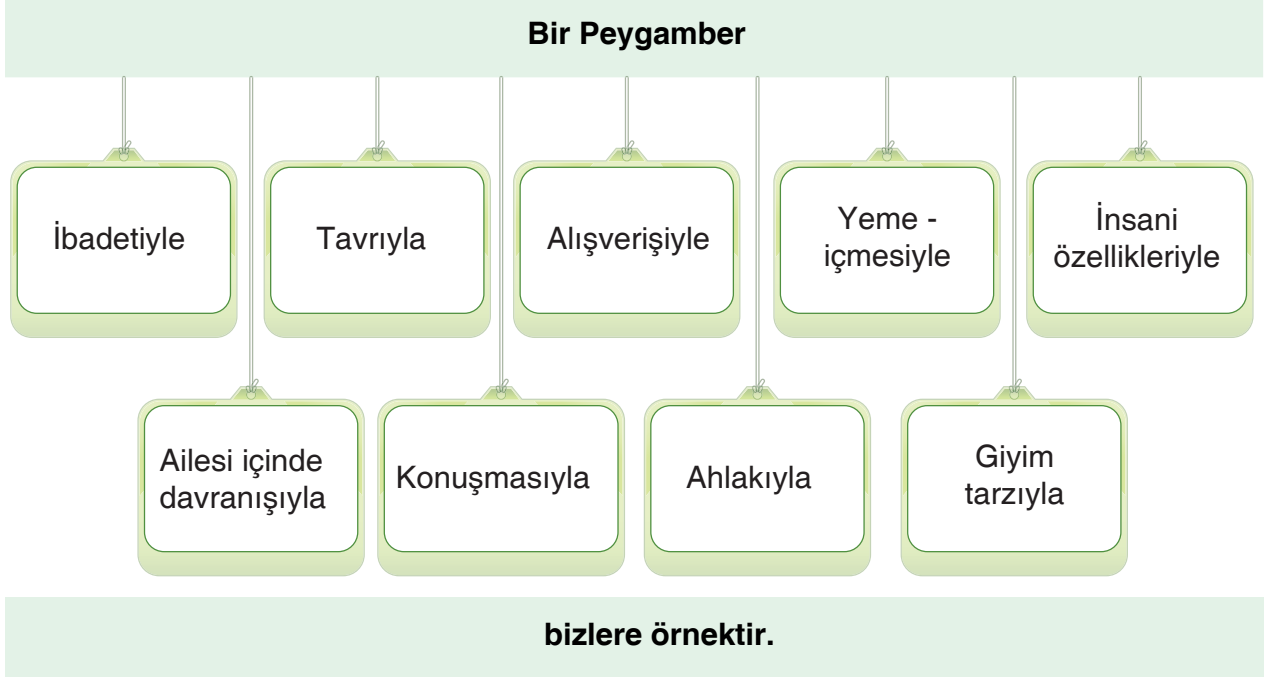 Bir Peygamber
İbadetiyle
Tavrıyla
Alışverişiyle
Yeme -
içmesiyle
İnsani
özellikleriyle
Ailesi içinde
davranışıyla
Konuşmasıyla
Ahlakıyla
Giyim
tarzıyla
bizlere örnektir.